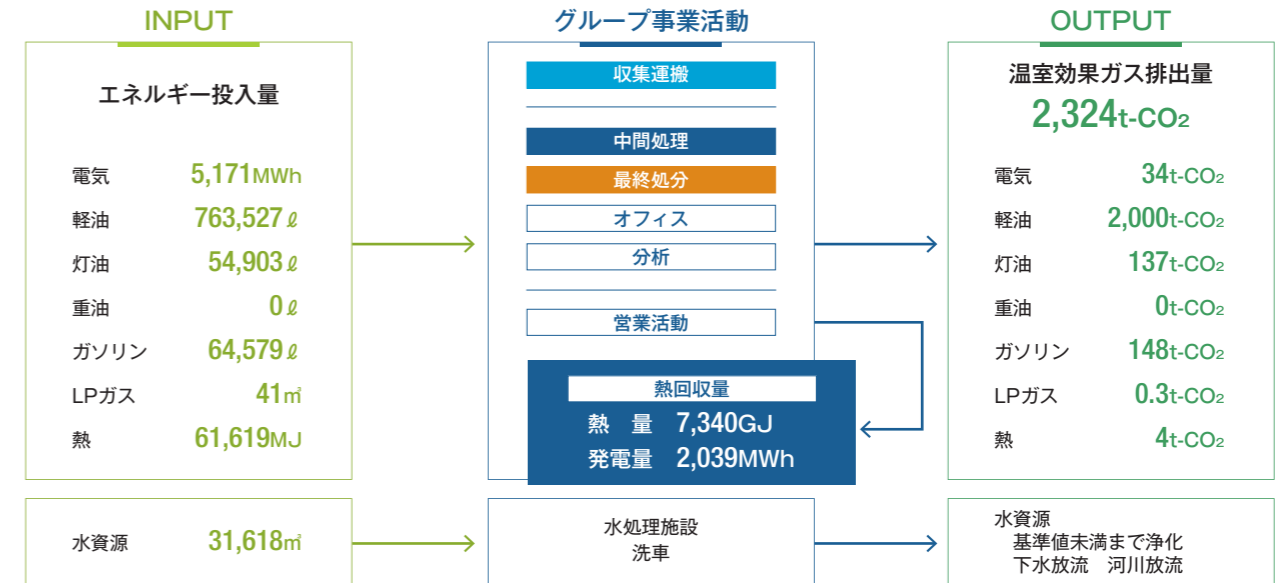 INPUT
エネルギー投入量
電気 5,171MWh
軽油 763,527ℓ
灯油 54,903ℓ
重油 0ℓ
ガソリン 64,579ℓ
LPガス 41㎥
熱 61,619MJ
水資源 31,618㎥
グループ事業活動
収集運搬
中間処理
最終処分
オフィス
分析
営業活動
熱回収量
熱　量 7,340GJ
発電量 2,039MWh
水処理施設
洗車
OUTPUT
温室効果ガス排出量
2,324t-CO₂
電気 34t-CO₂
軽油 2,000t-CO₂
灯油 137t-CO₂
重油 0t-CO₂
ガソリン 148t-CO₂
LPガス 0.3t-CO₂
熱 4t-CO₂
水資源
基準値未満まで浄化
下水放流　河川放流